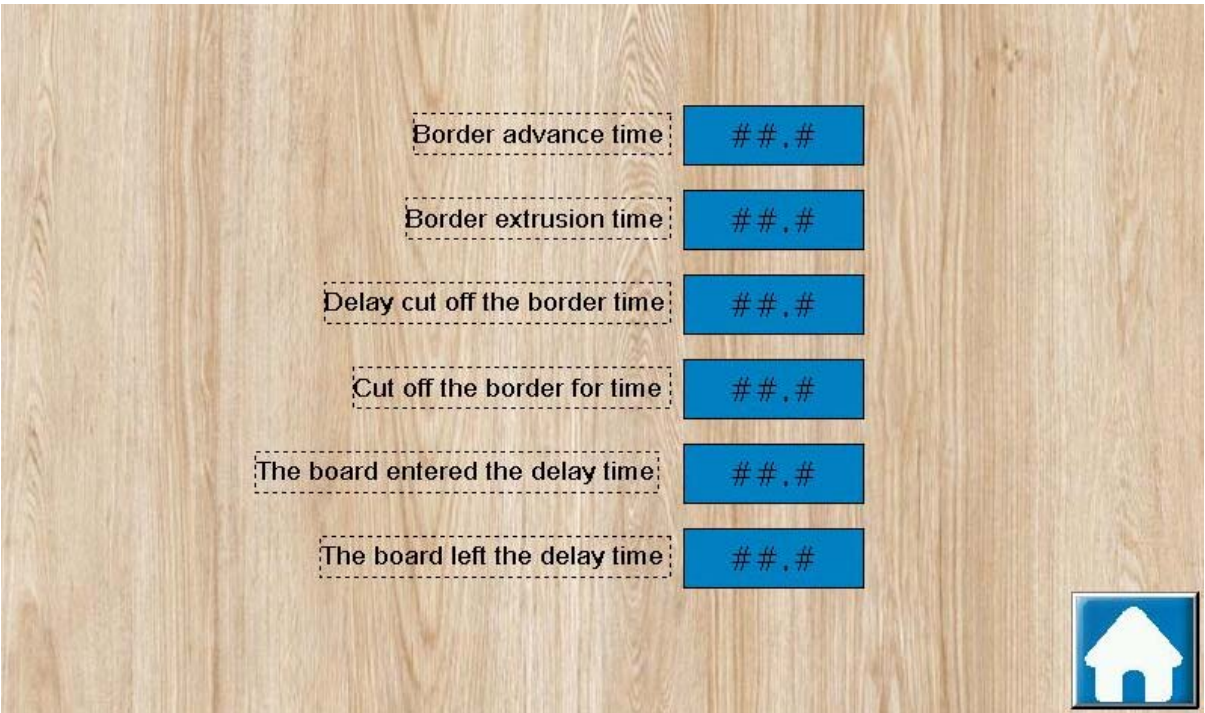 Border advance time
##.#
Border extrusion time
##.#
Delay cut off the border time
##.#
Cut off the border for time
##.#
The board entered the delay time
##.#
The board left the delay time
##.#